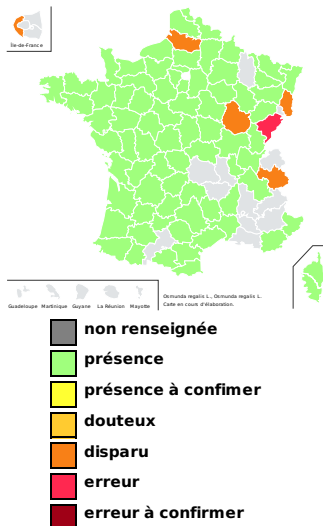 Île-de-France
Guadeloupe Martinique Guyane La Réunion Mayotte
Osmunda regalis L., Osmunda regalis L.
Carte en cours d'élaboration.
non renseignée
présence
présence à confimer
douteux
disparu
erreur
erreur à confirmer